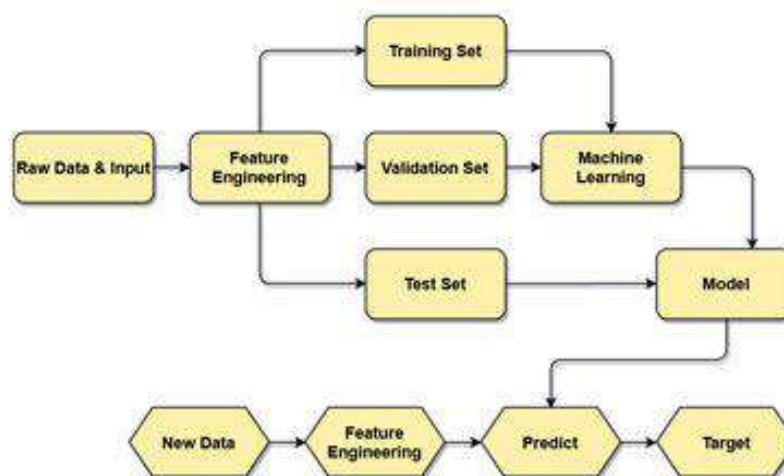 Training Set
Raw Data & Input
Feature
Engineering
Validation Set
Machine
Learning
Test Set
Model
New Data
Feature
Engineering
Predict
Target